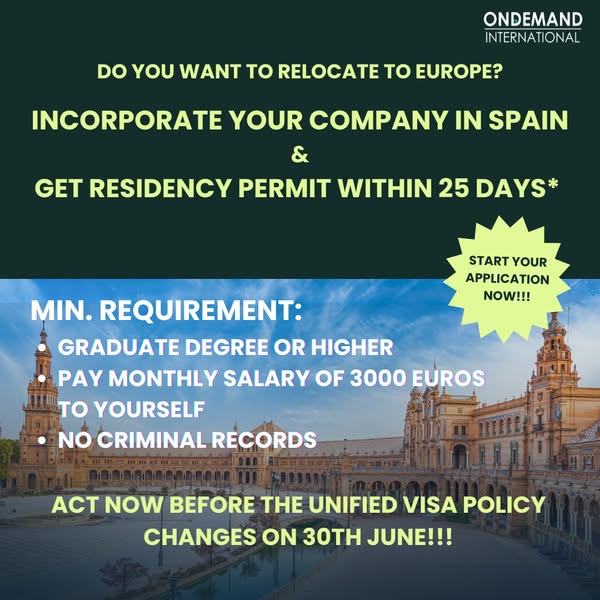 ONDEMAND
INTERNATIONAL
DO YOU WANT TO RELOCATE TO EUROPE?
INCORPORATE YOUR COMPANY IN SPAIN
&
GET RESIDENCY PERMIT WITHIN 25 DAYS*
START YOUR
APPLICATION
NOW!!!
MIN. REQUIREMENT:
• GRADUATE DEGREE OR HIGHER
• PAY MONTHLY SALARY OF 3000 EUROS
TO YOURSELF
• NO CRIMINAL RECORDS
ACT NOW BEFORE THE UNIFIED VISA POLICY
CHANGES ON 30TH JUNE!!!